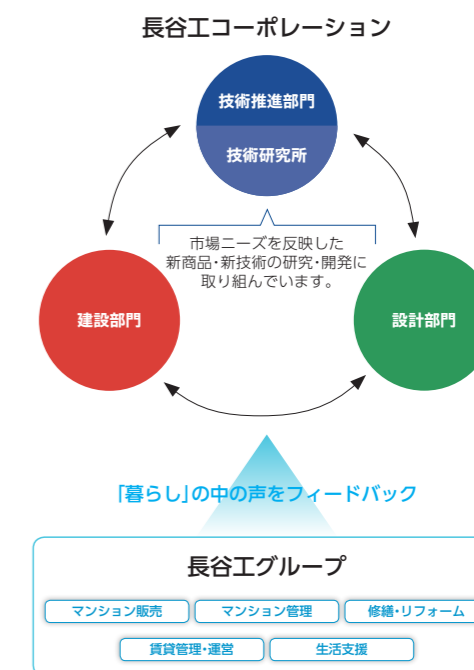 長谷工コーポレーション
技術推進部門
技術研究所
市場ニーズを反映した
新商品・新技術の研究・開発に
取り組んでいます。
建設部門
設計部門
「暮らし」の中の声をフィードバック
長谷工グループ
マンション販売
マンション管理
修繕・リフォーム
賃貸管理・運営
生活支援